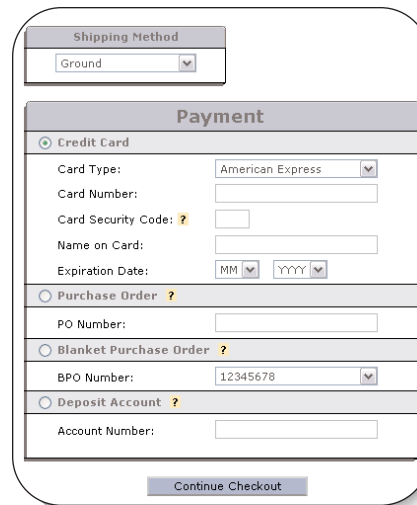 Shipping Method
Ground
Payment
Credit Card
Card Type: American Express
Card Number:
Card Security Code: ?
Name on Card:
Expiration Date: MM YYYY
Purchase Order ?
PO Number:
Blanket Purchase Order ?
BPO Number: 12345678
Deposit Account ?
Account Number:
Continue Checkout